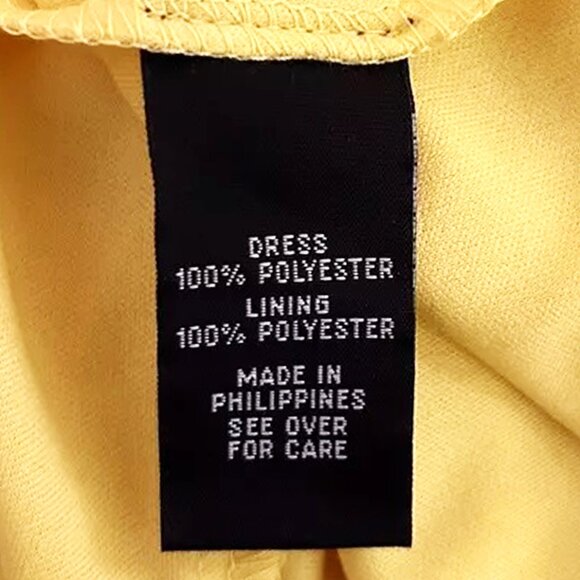 DRESS
100% POLYESTER
LINING
100% POLYESTER
MADE IN
PHILIPPINES
SEE OVER
FOR CARE